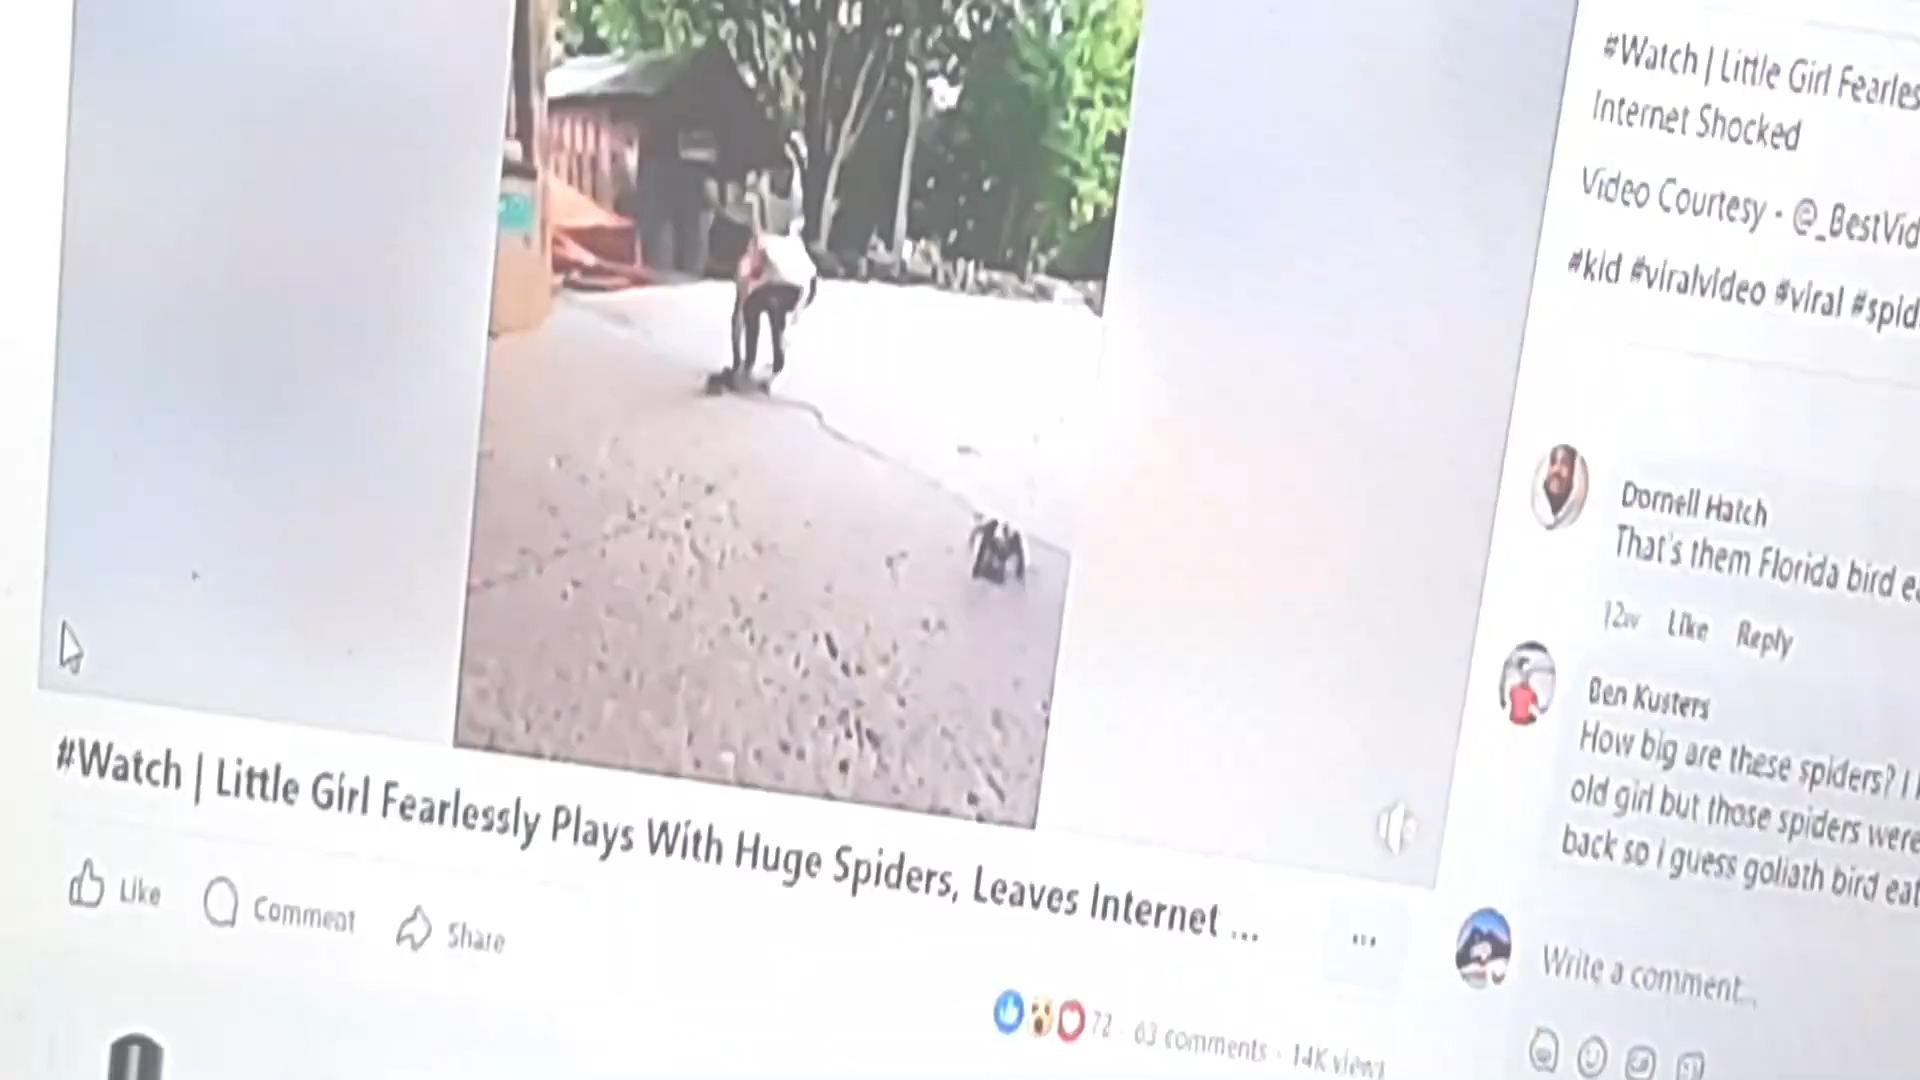 #Watch | Little Girl Fearles
Internet Shocked
Video Courtesy - @_BestVid
#kid #viralvideo #viral #spid
Dornell Hatch
That's them Florida bird e
12w Like Reply
Ben Kusters
How big are these spiders? I
old girl but those spiders were
back so i guess goliath bird eat
Write a comment...
#Watch | Little Girl Fearlessly Plays With Huge Spiders, Leaves Internet ...
Like Comment Share
72 · 63 comments · 14K views